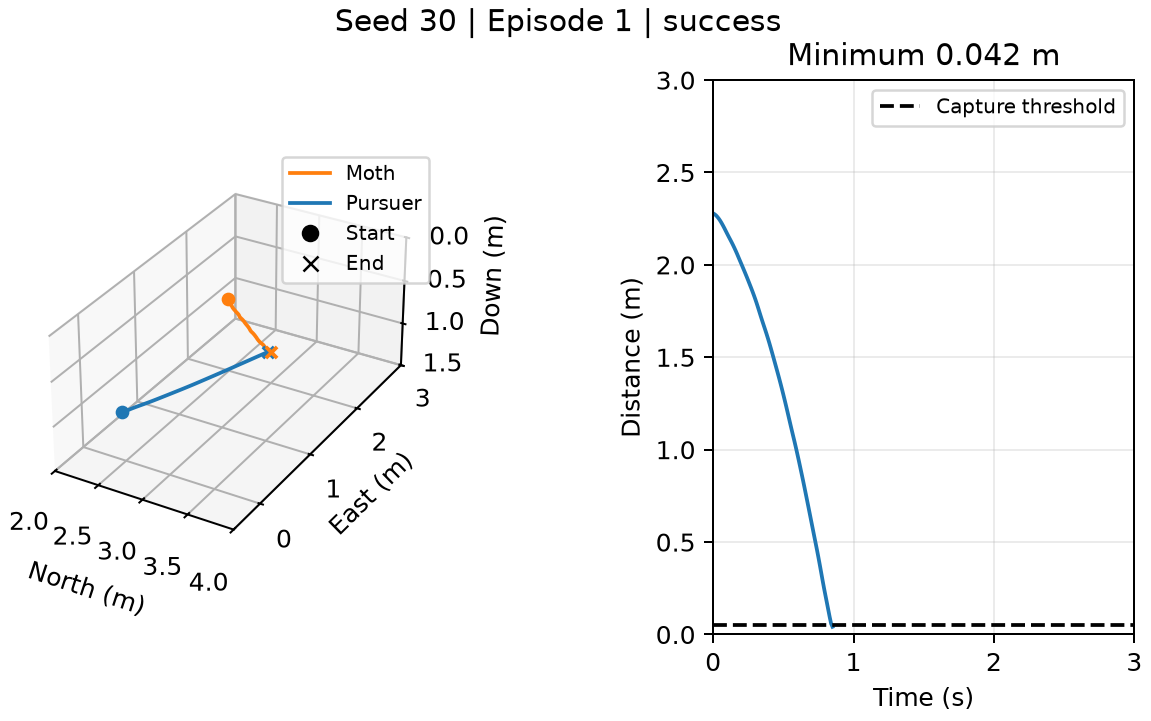 Seed 30 | Episode 1 | success
Minimum 0.042 m
Moth
Pursuer
Start
End
0.0
0.5
1.0
1.5
Down (m)
3
2
1
0
East (m)
2.0
2.5
3.0
3.5
4.0
North (m)
Capture threshold
3.0
2.5
2.0
1.5
1.0
0.5
0.0
Distance (m)
0
1
2
3
Time (s)